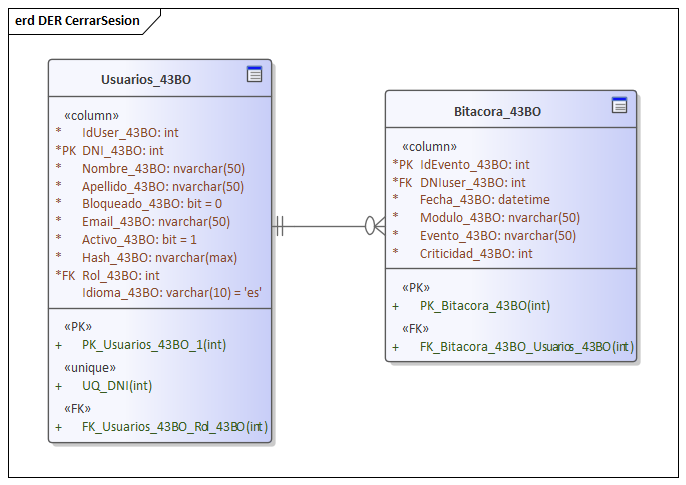 erd DER CerrarSesion
Usuarios_43BO
«column»
* IdUser_43BO: int
*PK DNI_43BO: int
* Nombre_43BO: nvarchar(50)
* Apellido_43BO: nvarchar(50)
* Bloqueado_43BO: bit = 0
* Email_43BO: nvarchar(50)
* Activo_43BO: bit = 1
* Hash_43BO: nvarchar(max)
*FK Rol_43BO: int
Idioma_43BO: varchar(10) = 'es'
«PK»
+ PK_Usuarios_43BO_1(int)
«unique»
+ UQ_DNI(int)
«FK»
+ FK_Usuarios_43BO_Rol_43BO(int)
Bitacora_43BO
«column»
*PK IdEvento_43BO: int
*FK DNIuser_43BO: int
* Fecha_43BO: datetime
* Modulo_43BO: nvarchar(50)
* Evento_43BO: nvarchar(50)
* Criticidad_43BO: int
«PK»
+ PK_Bitacora_43BO(int)
«FK»
+ FK_Bitacora_43BO_Usuarios_43BO(int)